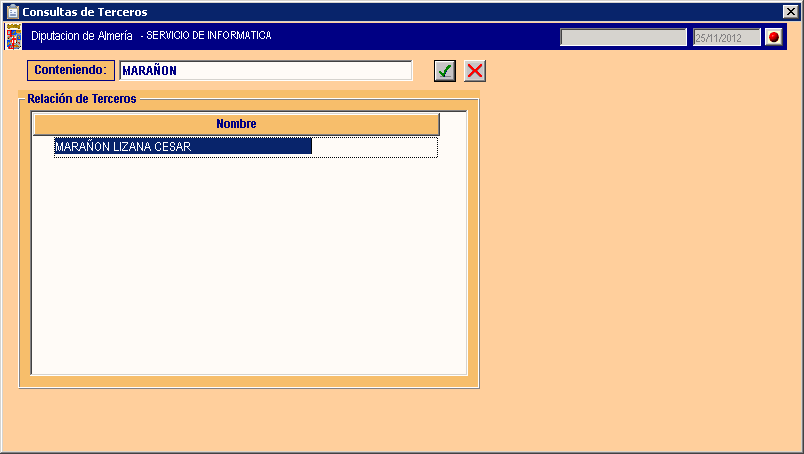 Consultas de Terceros
Diputacion de Almería - SERVICIO DE INFORMATICA
25/11/2012
Conteniendo: MARAÑON
Relación de Terceros
Nombre
MARAÑON LIZANA CESAR